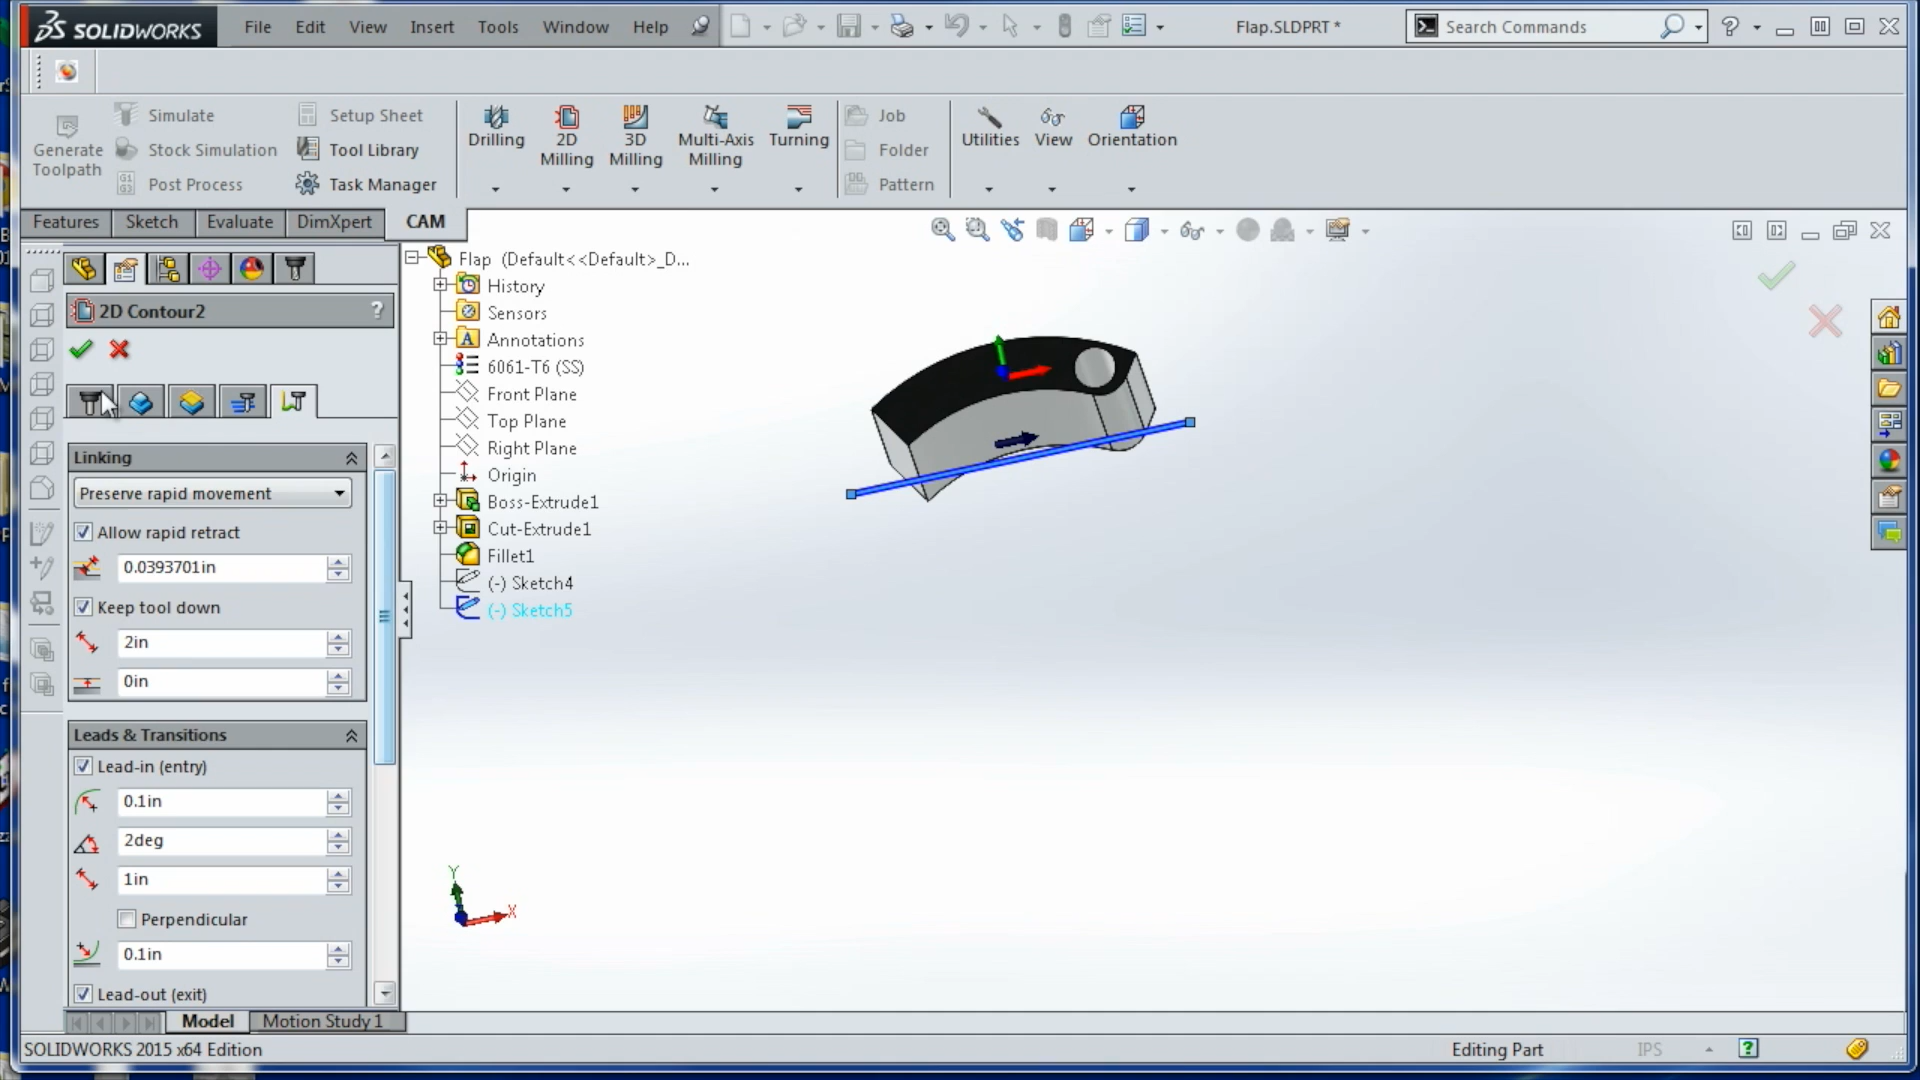 SOLIDWORKS
File Edit View Insert Tools Window Help
Flap.SLDPRT *
Search Commands
Generate Toolpath
Simulate
Stock Simulation
G1
G3
Post Process
Setup Sheet
Tool Library
Task Manager
Drilling
2D Milling
3D Milling
Multi-Axis Milling
Turning
Job
Folder
Pattern
Utilities
View
Orientation
Features Sketch Evaluate DimXpert CAM
2D Contour2 ?
Linking
Preserve rapid movement
Allow rapid retract
0.0393701in
Keep tool down
2in
0in
Leads & Transitions
Lead-in (entry)
0.1in
2deg
1in
Perpendicular
0.1in
Lead-out (exit)
Flap (Default<<Default>_D...
History
Sensors
Annotations
6061-T6 (SS)
Front Plane
Top Plane
Right Plane
Origin
Boss-Extrude1
Cut-Extrude1
Fillet1
(-) Sketch4
(-) Sketch5
Y
X
Model Motion Study 1
SOLIDWORKS 2015 x64 Edition
Editing Part
IPS
?